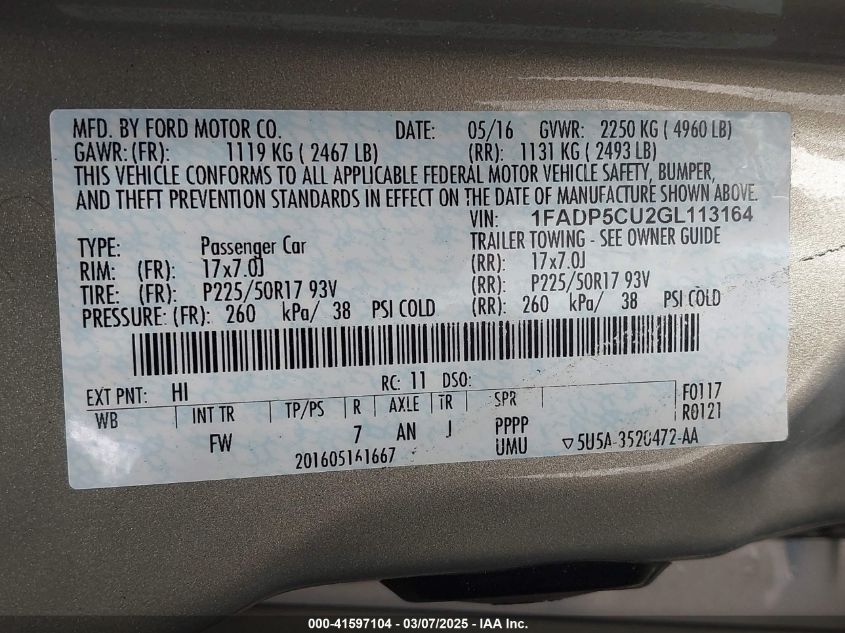 MFD. BY FORD MOTOR CO. DATE: 05/16 GVWR: 2250 KG ( 4960 LB)
GAWR: (FR): 1119 KG ( 2467 LB) (RR): 1131 KG ( 2493 LB)
THIS VEHICLE CONFORMS TO ALL APPLICABLE FEDERAL MOTOR VEHICLE SAFETY, BUMPER,
AND THEFT PREVENTION STANDARDS IN EFFECT ON THE DATE OF MANUFACTURE SHOWN ABOVE.
VIN: 1FADP5CU2GL113164
TYPE: Passenger Car TRAILER TOWING - SEE OWNER GUIDE
RIM: (FR): 17x7.0J (RR): 17x7.0J
TIRE: (FR): P225/50R17 93V (RR): P225/50R17 93V
PRESSURE: (FR): 260 kPa/ 38 PSI COLD (RR): 260 kPa/ 38 PSI COLD
EXT PNT: HI RC: 11 DSO: F0117
WB INT TR TP/PS R AXLE TR SPR R0121
FW 7 AN J PPPP
UMU 5U5A-3520472-AA
201605161667
000-41597104 — 03/07/2025 - IAA Inc.